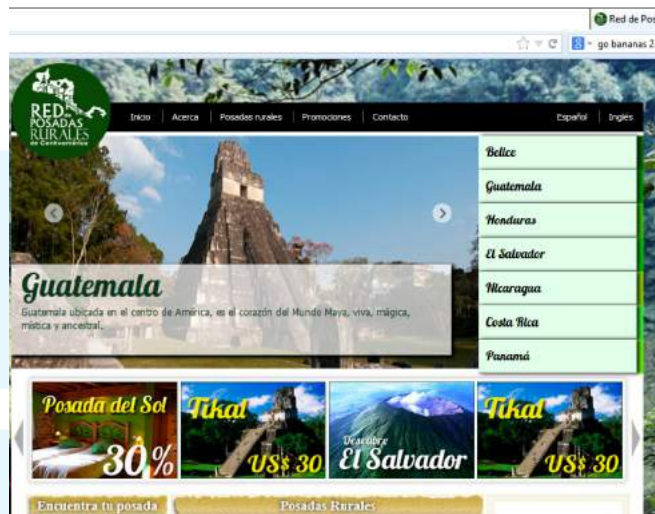 Red de Pos
go bananas 2
RED de
POSADAS
RURALES
de Centroamérica
Inicio Acerca Posadas rurales Promociones Contacto Español Inglés
Guatemala
Guatemala ubicada en el centro de América, es el corazón del Mundo Maya, viva, mágica,
mística y ancestral.
Belice
Guatemala
Honduras
El Salvador
Nicaragua
Costa Rica
Panamá
Posada del Sol
30%
Tikal
US$ 30
Descubre
El Salvador
Tikal
US$ 30
Encuentra tu posada
Posadas Rurales